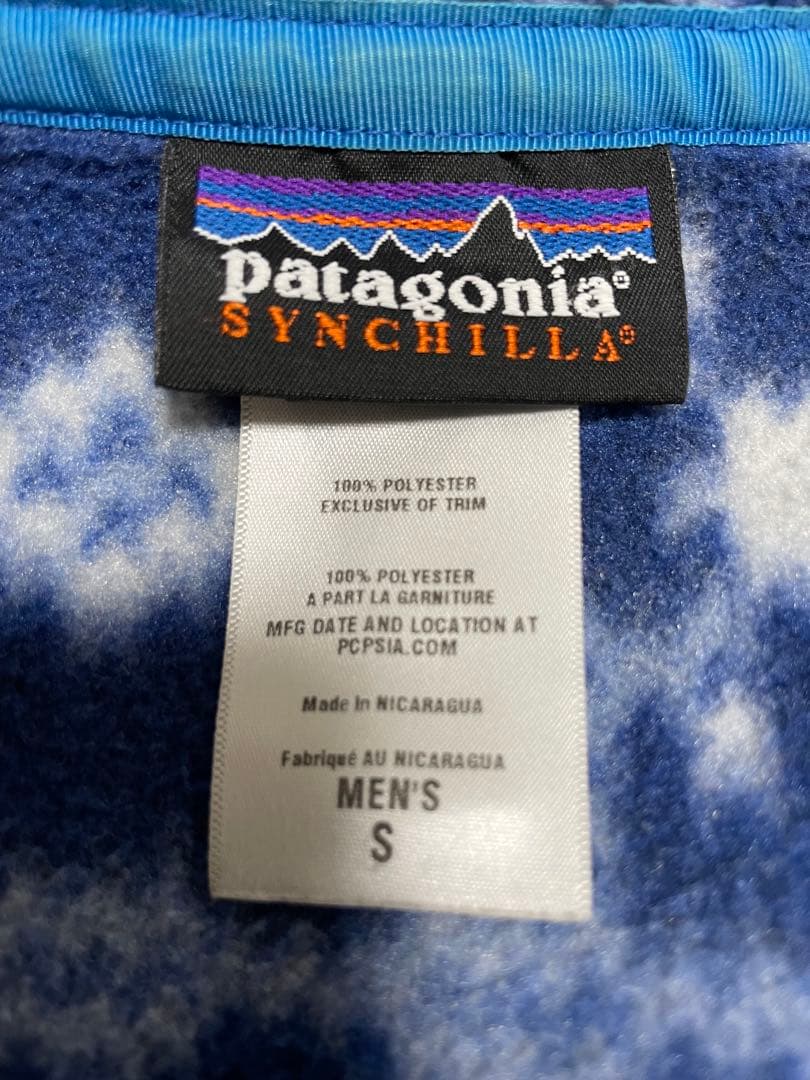 patagonia®
SYNCHILLA®
100% POLYESTER
EXCLUSIVE OF TRIM
100% POLYESTER
A PART LA GARNITURE
MFG DATE AND LOCATION AT
PCPSIA.COM
Made In NICARAGUA
Fabriqué AU NICARAGUA
MEN'S
S